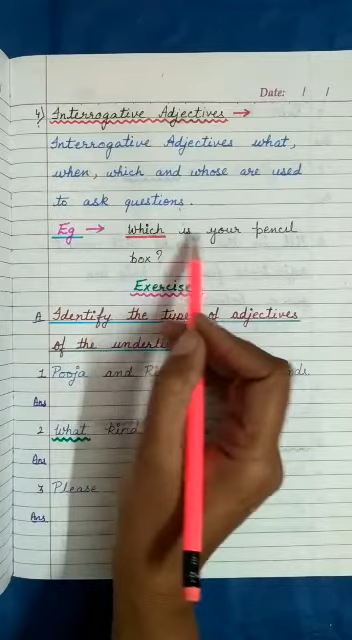 Date: / /
4) Interrogative Adjectives →
Interrogative Adjectives what,
when, which and whose are used
to ask questions.
Eg → Which is your pencil
box?
Exercise
A Identify the type of adjectives
of the
1 Pooja and
Ans
2 What kind
Ans
3 Please
Ans